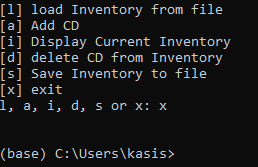 [l] load Inventory from file
[a] Add CD
[i] Display Current Inventory
[d] delete CD from Inventory
[s] Save Inventory to file
[x] exit
l, a, i, d, s or x: x
(base) C:\Users\kasis>